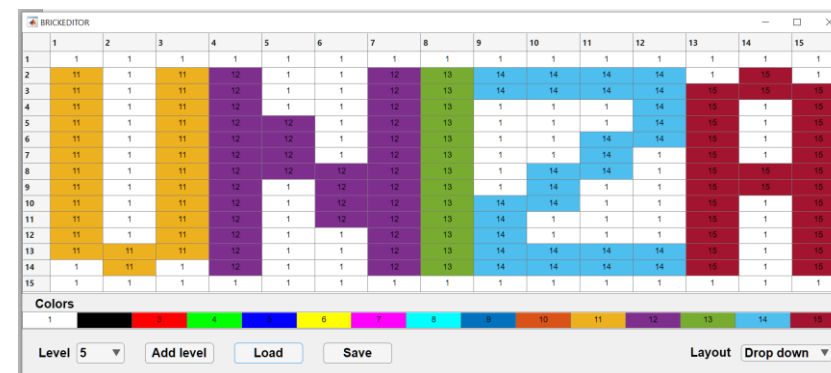 BRICKEDITOR
1 2 3 4 5 6 7 8 9 10 11 12 13 14 15
1 1 1 1 1 1 1 1 1 1 1 1 1 1 1 1
2 11 1 11 12 1 1 12 13 14 14 14 14 1 15 1
3 11 1 11 12 1 1 12 13 14 14 14 14 15 15 15
4 11 1 11 12 1 1 12 13 1 1 1 14 15 1 15
5 11 1 11 12 12 1 12 13 1 1 1 14 15 1 15
6 11 1 11 12 12 1 12 13 1 1 14 14 15 1 15
7 11 1 11 12 12 1 12 13 1 1 14 1 15 1 15
8 11 1 11 12 12 12 12 13 1 14 14 1 15 15 15
9 11 1 11 12 1 12 12 13 1 14 1 1 15 15 15
10 11 1 11 12 1 12 12 13 14 14 1 1 15 1 15
11 11 1 11 12 1 12 12 13 14 1 1 1 15 1 15
12 11 1 11 12 1 1 12 13 14 1 1 1 15 1 15
13 11 11 11 12 1 1 12 13 14 14 14 14 15 1 15
14 1 11 1 12 1 1 12 13 14 14 14 14 15 1 15
15 1 1 1 1 1 1 1 1 1 1 1 1 1 1 1
Colors
1 3 4 5 6 7 8 9 10 11 12 13 14 15
Level 5 Add level Load Save Layout Drop down